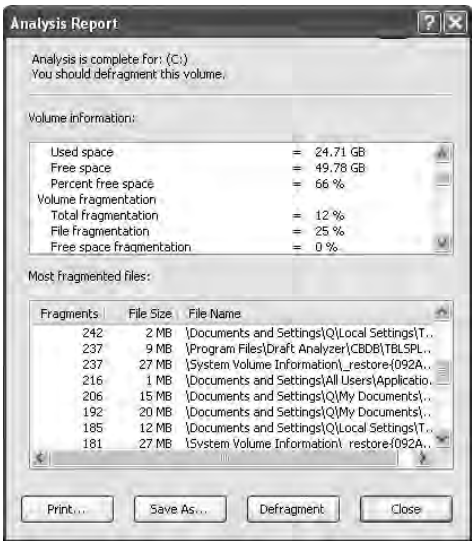 Analysis Report
Analysis is complete for: (C:)
You should defragment this volume.
Volume information:
Used space = 24.71 GB
Free space = 49.78 GB
Percent free space = 66 %
Volume fragmentation
Total fragmentation = 12 %
File fragmentation = 25 %
Free space fragmentation = 0 %
Most fragmented files:
Fragments File Size File Name
242 2 MB \Documents and Settings\Q\Local Settings\T...
237 9 MB \Program Files\Draft Analyzer\CBDB\TBLSPL...
237 27 MB \System Volume Information\_restore{092A...
216 1 MB \Documents and Settings\All Users\Applicatio...
206 15 MB \Documents and Settings\Q\My Documents\...
192 20 MB \Documents and Settings\Q\My Documents\...
185 12 MB \Documents and Settings\Q\Local Settings\T...
181 27 MB \System Volume Information\_restore{092A...
Print... Save As... Defragment Close